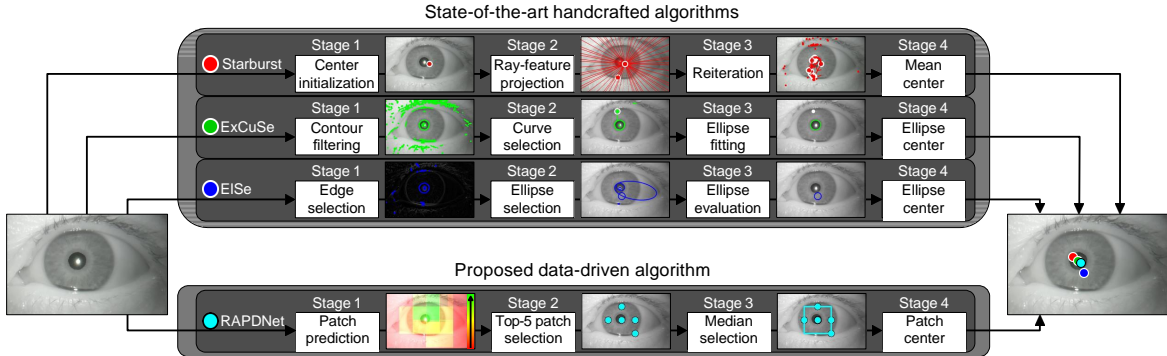 State-of-the-art handcrafted algorithms
Starburst
Stage 1
Center
initialization
Stage 2
Ray-feature
projection
Stage 3
Reiteration
Stage 4
Mean
center
ExCuSe
Stage 1
Contour
filtering
Stage 2
Curve
selection
Stage 3
Ellipse
fitting
Stage 4
Ellipse
center
ElSe
Stage 1
Edge
selection
Stage 2
Ellipse
selection
Stage 3
Ellipse
evaluation
Stage 4
Ellipse
center
Proposed data-driven algorithm
RAPDNet
Stage 1
Patch
prediction
Stage 2
Top-5 patch
selection
Stage 3
Median
selection
Stage 4
Patch
center